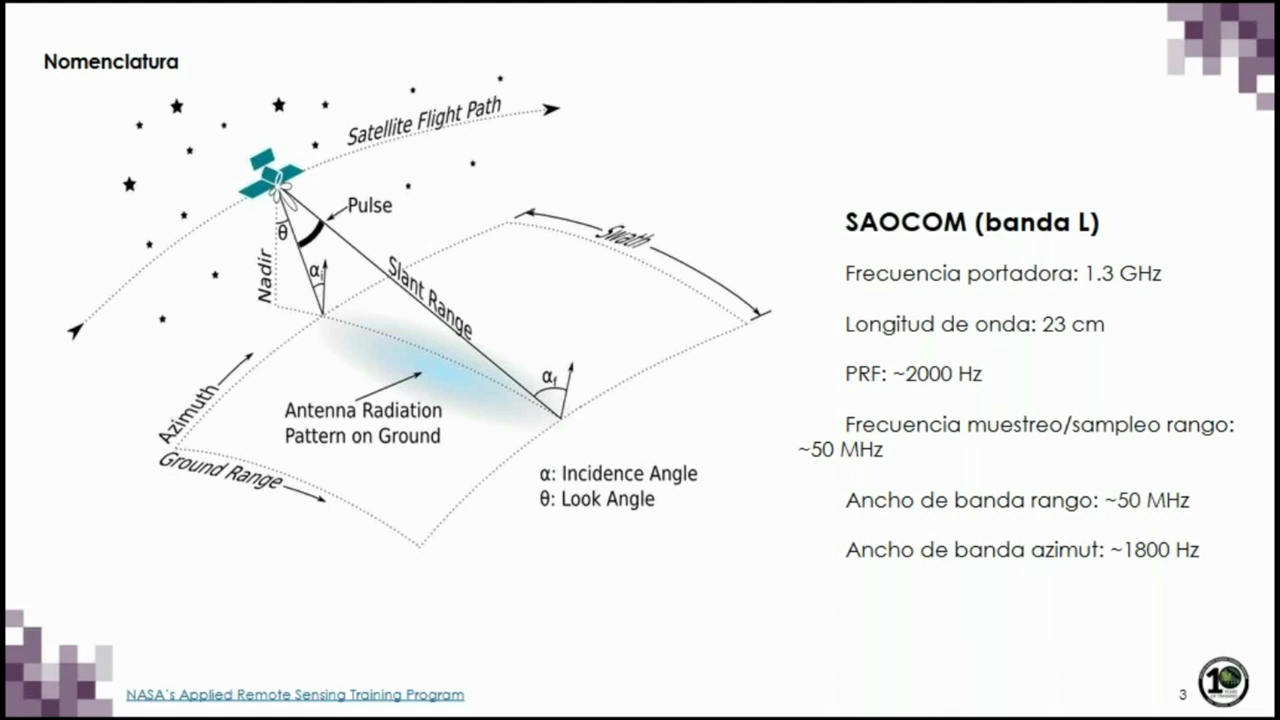 Nomenclatura
Satellite Flight Path
Pulse
θ
Nadir
αi
Slant Range
Swath
αf
Azimuth
Ground Range
Antenna Radiation
Pattern on Ground
α: Incidence Angle
θ: Look Angle
SAOCOM (banda L)
Frecuencia portadora: 1.3 GHz
Longitud de onda: 23 cm
PRF: ~2000 Hz
Frecuencia muestreo/sampleo rango:
~50 MHz
Ancho de banda rango: ~50 MHz
Ancho de banda azimut: ~1800 Hz
NASA's Applied Remote Sensing Training Program
3
10